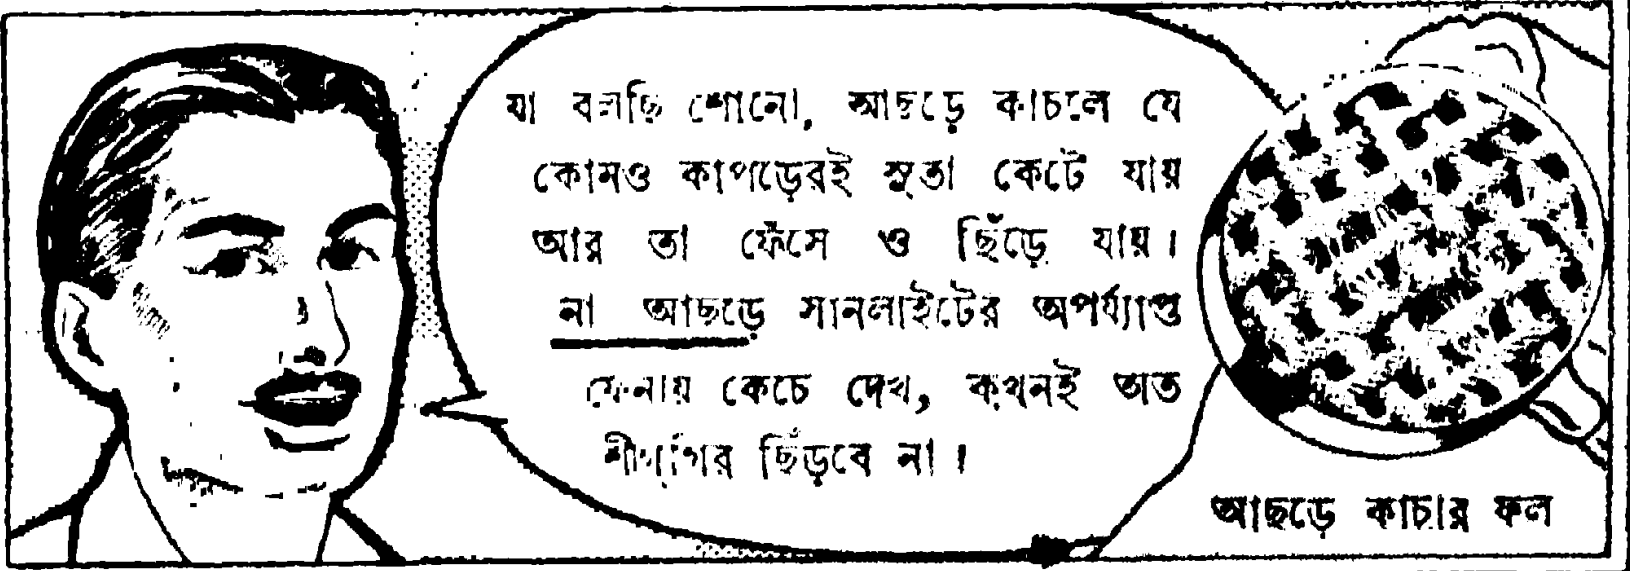 যা বলছি শোনো, আছড়ে কাচলে যে
কোনও কাপড়েরই সুতা কেটে যায়
আর তা ফেঁসে ও ছিঁড়ে যায়।
না আছড়ে সানলাইটের অপর্য্যাপ্ত
ফেনায় কেচে দেখ, কখনই অত
শীগ্‌গির ছিঁড়বে না।
আছড়ে কাচার ফল